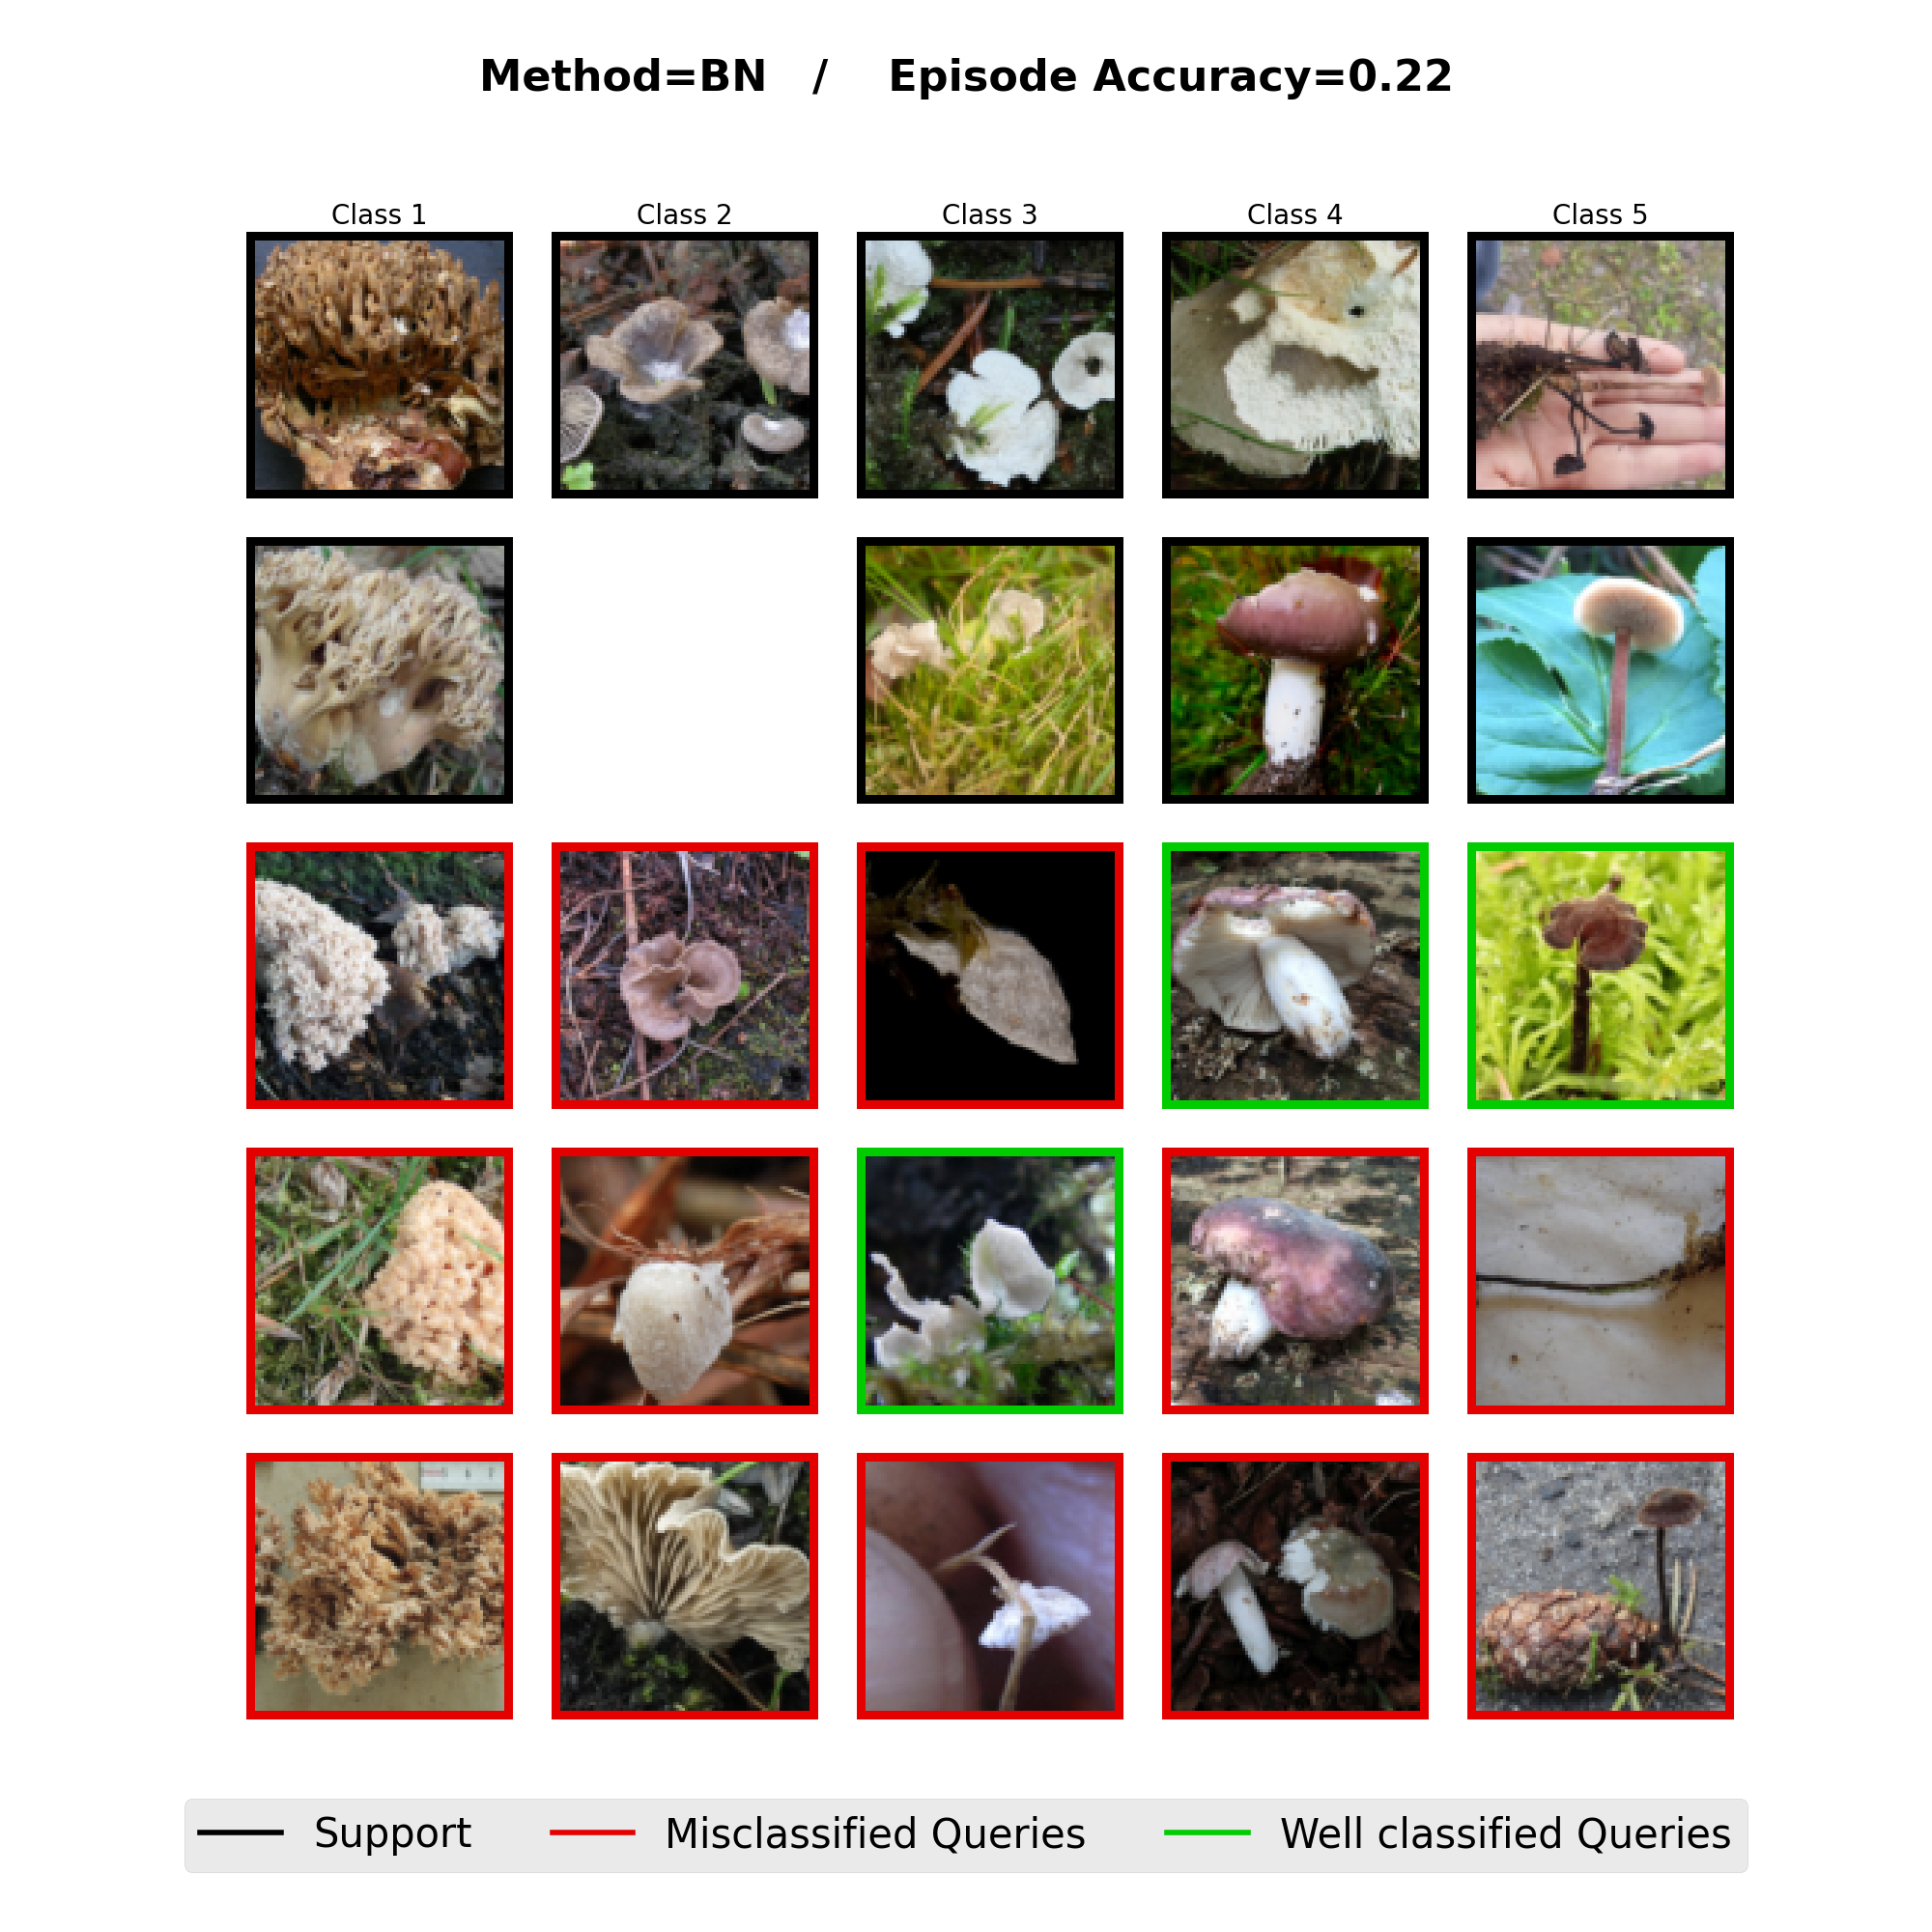 Method=BN / Episode Accuracy=0.22
Class 1 Class 2 Class 3 Class 4 Class 5
Support Misclassified Queries Well classified Queries